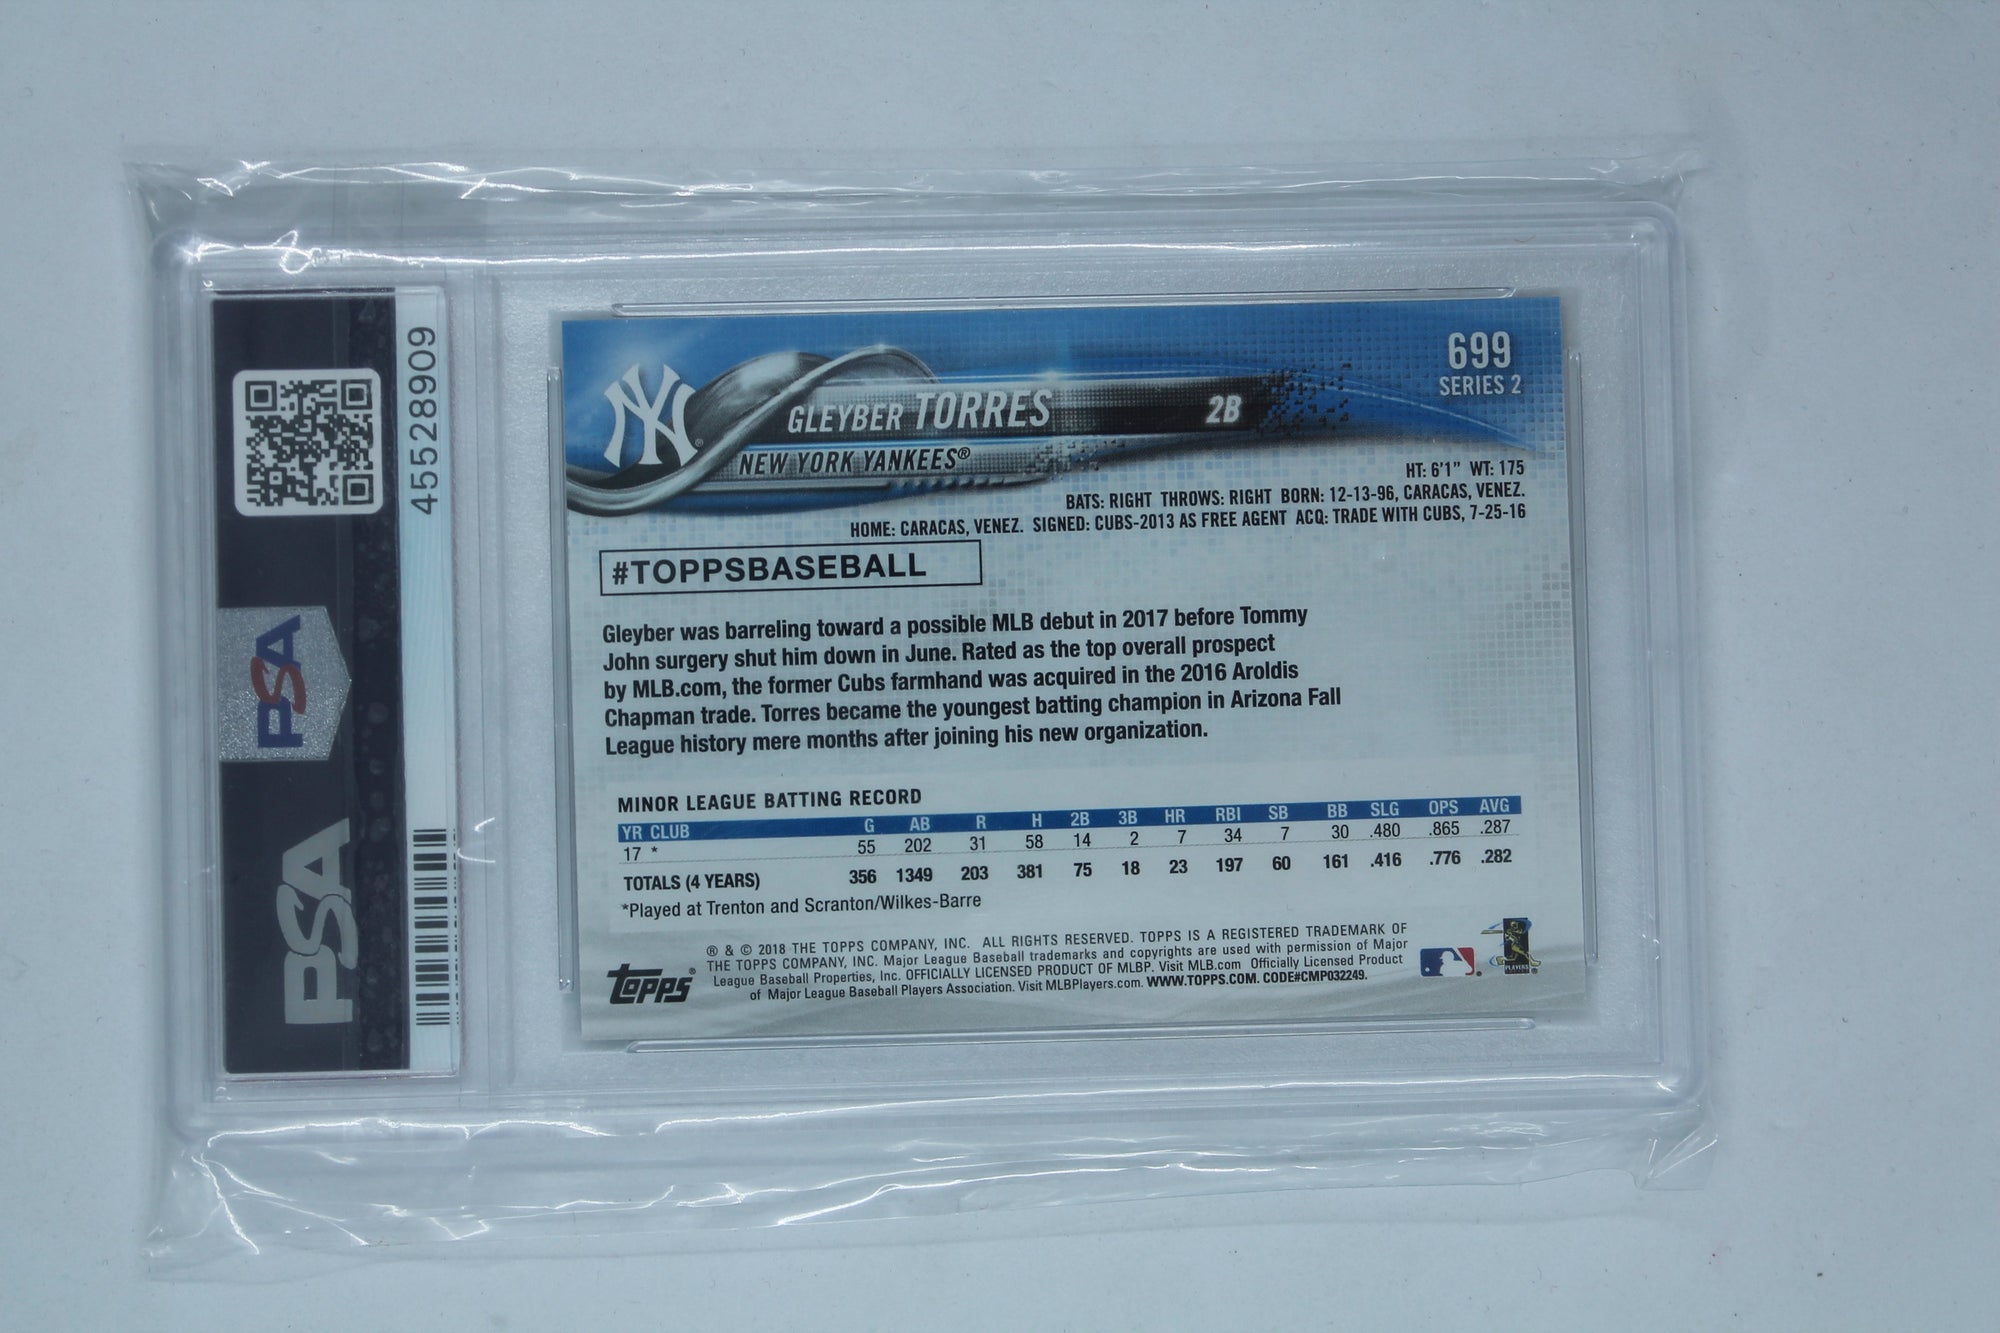 45528909
PSA
PSA
699
SERIES 2
NY
GLEYBER TORRES 2B
NEW YORK YANKEES®
HT: 6'1" WT: 175
BATS: RIGHT THROWS: RIGHT BORN: 12-13-96, CARACAS, VENEZ.
HOME: CARACAS, VENEZ. SIGNED: CUBS-2013 AS FREE AGENT ACQ: TRADE WITH CUBS, 7-25-16
#TOPPSBASEBALL
Gleyber was barreling toward a possible MLB debut in 2017 before Tommy
John surgery shut him down in June. Rated as the top overall prospect
by MLB.com, the former Cubs farmhand was acquired in the 2016 Aroldis
Chapman trade. Torres became the youngest batting champion in Arizona Fall
League history mere months after joining his new organization.
MINOR LEAGUE BATTING RECORD
YR CLUB G AB R H 2B 3B HR RBI SB BB SLG OPS AVG
17 * 55 202 31 58 14 2 7 34 7 30 .480 .865 .287
TOTALS (4 YEARS) 356 1349 203 381 75 18 23 197 60 161 .416 .776 .282
*Played at Trenton and Scranton/Wilkes-Barre
® & © 2018 THE TOPPS COMPANY, INC. ALL RIGHTS RESERVED. TOPPS IS A REGISTERED TRADEMARK OF
THE TOPPS COMPANY, INC. Major League Baseball trademarks and copyrights are used with permission of Major
League Baseball Properties, Inc. OFFICIALLY LICENSED PRODUCT OF MLBP. Visit MLB.com Officially Licensed Product
of Major League Baseball Players Association. Visit MLBPlayers.com. WWW.TOPPS.COM. CODE#CMP032249.
TOPPS®
PLAYERS